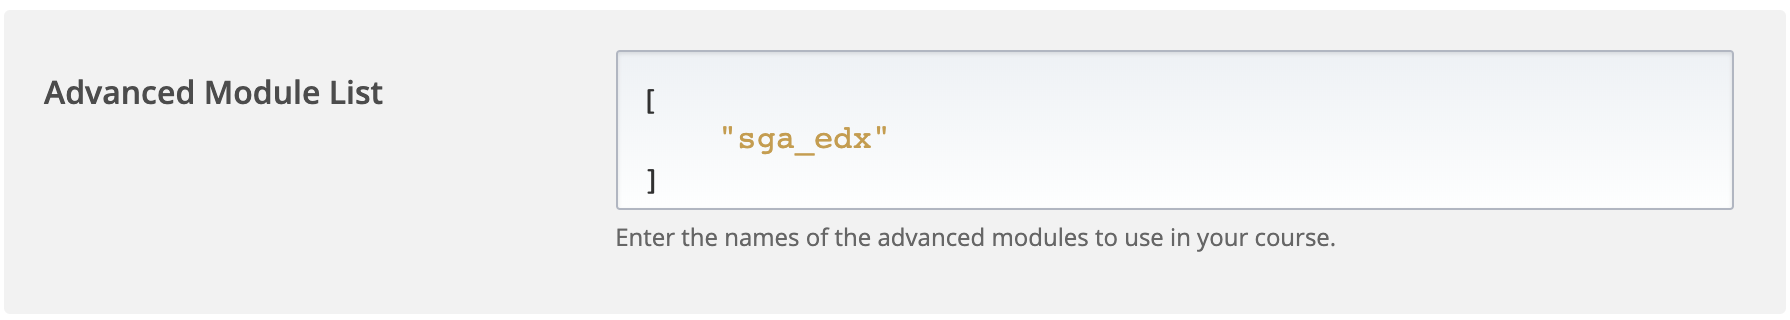 Advanced Module List
[
"sga_edx"
]
Enter the names of the advanced modules to use in your course.